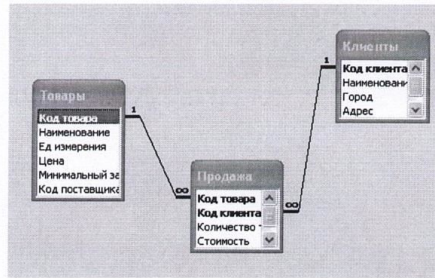 Товары
Код товара
Наименование
Ед измерения
Цена
Минимальный за
Код поставщика
1
∞
Продажа
Код товара
Код клиента
Количество т
Стоимость
∞
1
Клиенты
Код клиента
Наименовани
Город
Адрес